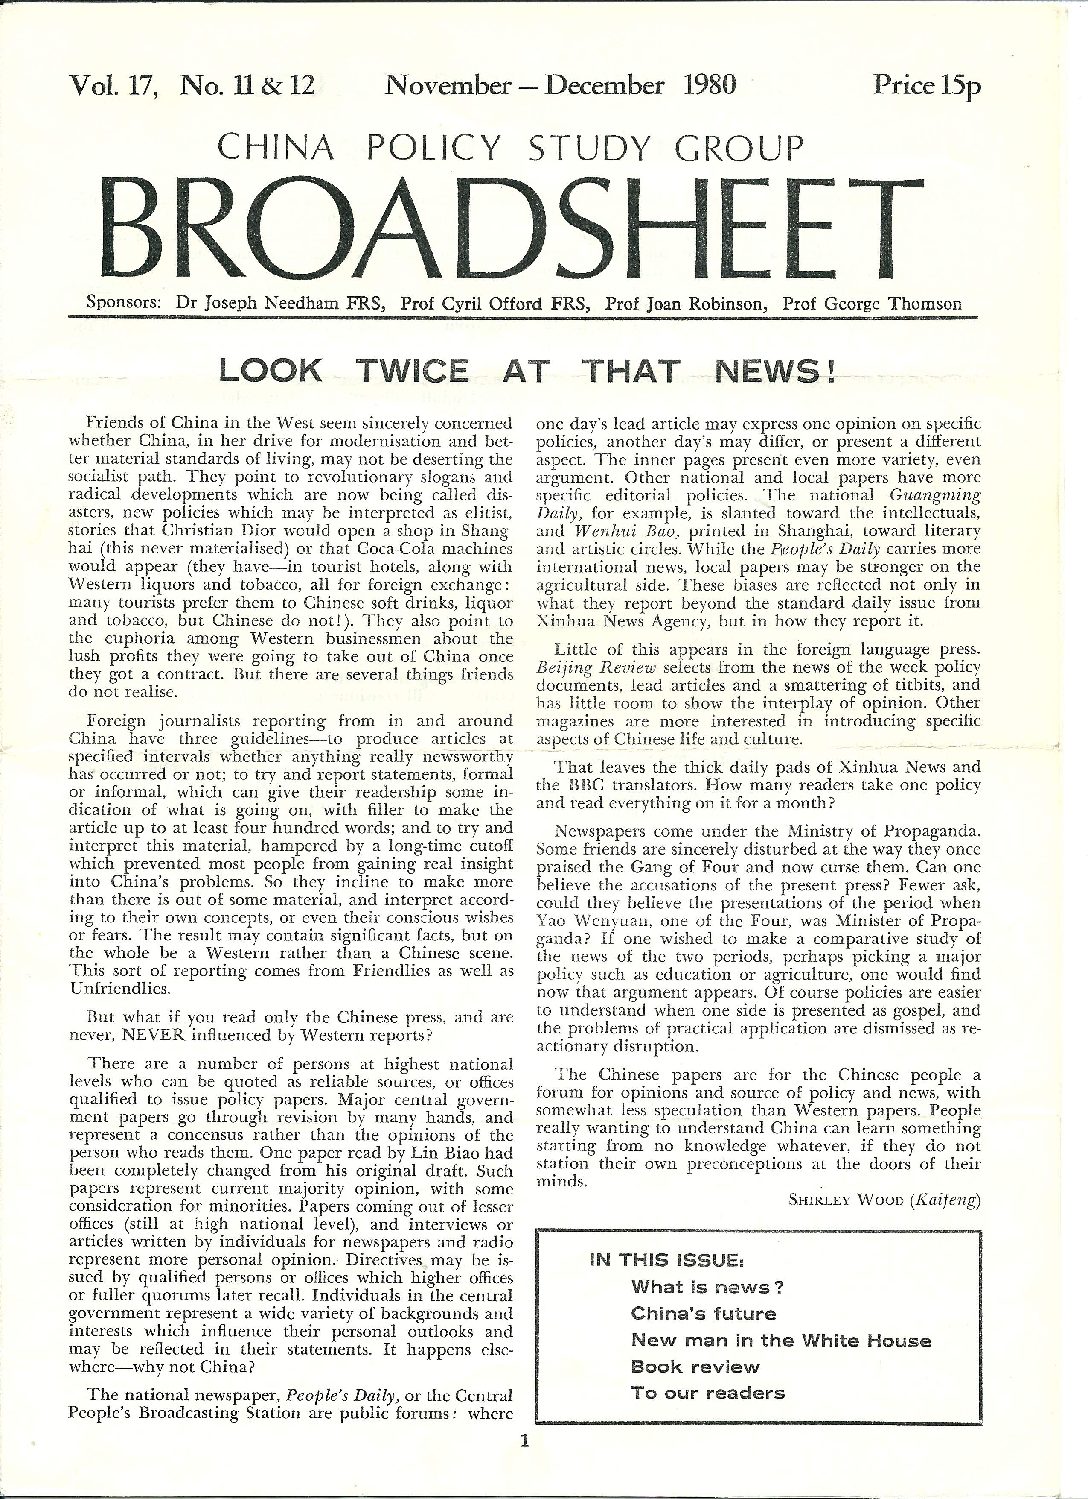 Vol. 17, No. 11 & 12 November — December 1980 Price 15p
CHINA POLICY STUDY GROUP
BROADSHEET
Sponsors: Dr Joseph Needham FRS, Prof Cyril Offord FRS, Prof Joan Robinson, Prof George Thomson
LOOK TWICE AT THAT NEWS!
Friends of China in the West seem sincerely concerned
whether China, in her drive for modernisation and bet-
ter material standards of living, may not be deserting the
socialist path. They point to revolutionary slogans and
radical developments which are now being called dis-
asters, new policies which may be interpreted as elitist,
stories that Christian Dior would open a shop in Shang
hai (this never materialised) or that Coca-Cola machines
would appear (they have—in tourist hotels, along with
Western liquors and tobacco, all for foreign exchange:
many tourists prefer them to Chinese soft drinks, liquor
and tobacco, but Chinese do not!). They also point to
the euphoria among Western businessmen about the
lush profits they were going to take out of China once
they got a contract. But there are several things friends
do not realise.
Foreign journalists reporting from in and around
China have three guidelines—to produce articles at
specified intervals whether anything really newsworthy
has occurred or not; to try and report statements, formal
or informal, which can give their readership some in-
dication of what is going on, with filler to make the
article up to at least four hundred words; and to try and
interpret this material, hampered by a long-time cutoff
which prevented most people from gaining real insight
into China's problems. So they incline to make more
than there is out of some material, and interpret accord-
ing to their own concepts, or even their conscious wishes
or fears. The result may contain significant facts, but on
the whole be a Western rather than a Chinese scene.
This sort of reporting comes from Friendlies as well as
Unfriendlies.
But what if you read only the Chinese press, and are
never, NEVER influenced by Western reports?
There are a number of persons at highest national
levels who can be quoted as reliable sources, or offices
qualified to issue policy papers. Major central govern-
ment papers go through revision by many hands, and
represent a concensus rather than the opinions of the
person who reads them. One paper read by Lin Biao had
been completely changed from his original draft. Such
papers represent current majority opinion, with some
consideration for minorities. Papers coming out of lesser
offices (still at high national level), and interviews or
articles written by individuals for newspapers and radio
represent more personal opinion. Directives may be is-
sued by qualified persons or offices which higher offices
or fuller quorums later recall. Individuals in the central
government represent a wide variety of backgrounds and
interests which influence their personal outlooks and
may be reflected in their statements. It happens else-
where—why not China?
The national newspaper, People's Daily, or the Central
People's Broadcasting Station are public forums: where
one day's lead article may express one opinion on specific
policies, another day's may differ, or present a different
aspect. The inner pages present even more variety, even
argument. Other national and local papers have more
specific editorial policies. The national Guangming
Daily, for example, is slanted toward the intellectuals,
and Wenhui Bao, printed in Shanghai, toward literary
and artistic circles. While the People's Daily carries more
international news, local papers may be stronger on the
agricultural side. These biases are reflected not only in
what they report beyond the standard daily issue from
Xinhua News Agency, but in how they report it.
Little of this appears in the foreign language press.
Beijing Review selects from the news of the week policy
documents, lead articles and a smattering of titbits, and
has little room to show the interplay of opinion. Other
magazines are more interested in introducing specific
aspects of Chinese life and culture.
That leaves the thick daily pads of Xinhua News and
the BBC translators. How many readers take one policy
and read everything on it for a month?
Newspapers come under the Ministry of Propaganda.
Some friends are sincerely disturbed at the way they once
praised the Gang of Four and now curse them. Can one
believe the accusations of the present press? Fewer ask,
could they believe the presentations of the period when
Yao Wenyuan, one of the Four, was Minister of Propa-
ganda? If one wished to make a comparative study of
the news of the two periods, perhaps picking a major
policy such as education or agriculture, one would find
now that argument appears. Of course policies are easier
to understand when one side is presented as gospel, and
the problems of practical application are dismissed as re-
actionary disruption.
The Chinese papers are for the Chinese people a
forum for opinions and source of policy and news, with
somewhat less speculation than Western papers. People
really wanting to understand China can learn something
starting from no knowledge whatever, if they do not
station their own preconceptions at the doors of their
minds.
SHIRLEY WOOD (Kaifeng)
IN THIS ISSUE:
What is news?
China's future
New man in the White House
Book review
To our readers
1